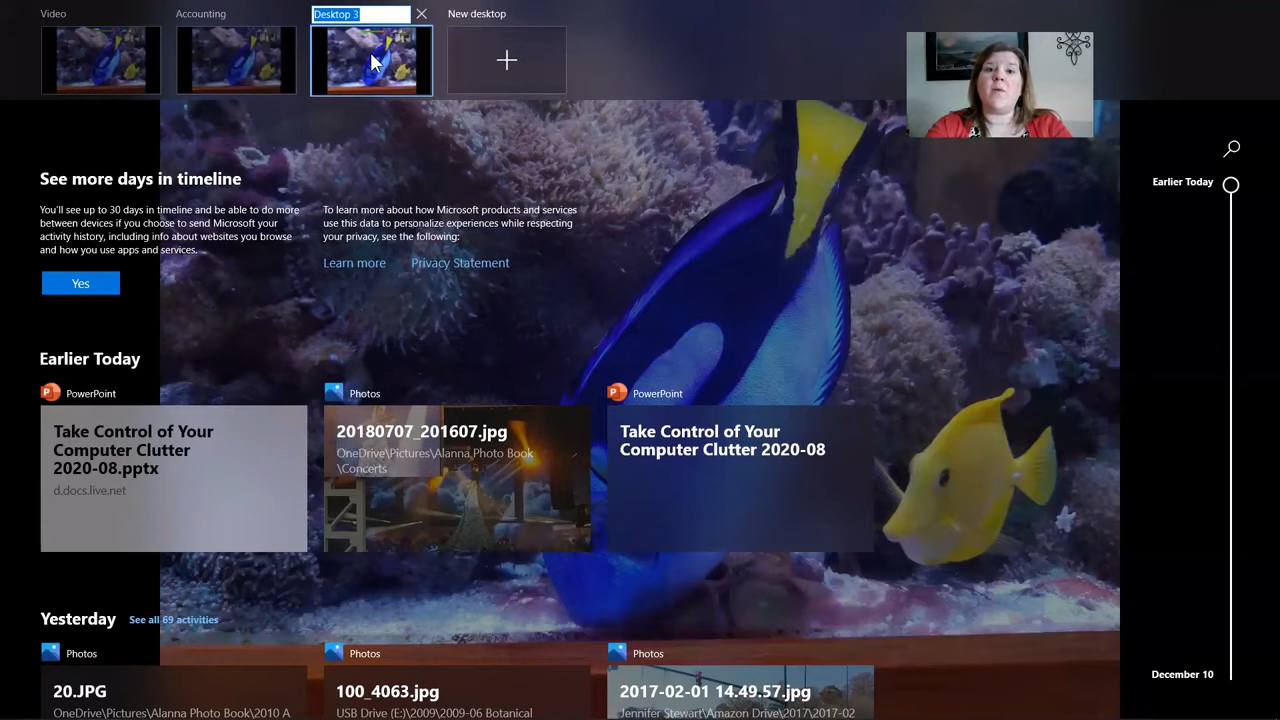 Video
Accounting
Desktop 3
New desktop
See more days in timeline
You'll see up to 30 days in timeline and be able to do more
between devices if you choose to send Microsoft your
activity history, including info about websites you browse
and how you use apps and services.
To learn more about how Microsoft products and services
use this data to personalize experiences while respecting
your privacy, see the following:
Learn more
Privacy Statement
Yes
Earlier Today
Earlier Today
PowerPoint
Take Control of Your
Computer Clutter
2020-08.pptx
d.docs.live.net
Photos
20180707_201607.jpg
OneDrive\Pictures\Alanna Photo Book
\Concerts
PowerPoint
Take Control of Your
Computer Clutter 2020-08
Yesterday
See all 69 activities
Photos
20.JPG
OneDrive\Pictures\Alanna Photo Book\2010 A
Photos
100_4063.jpg
USB Drive (E:)\2009\2009-06 Botanical
Photos
2017-02-01 14.49.57.jpg
Jennifer Stewart\Amazon Drive\2017\2017-02
December 10